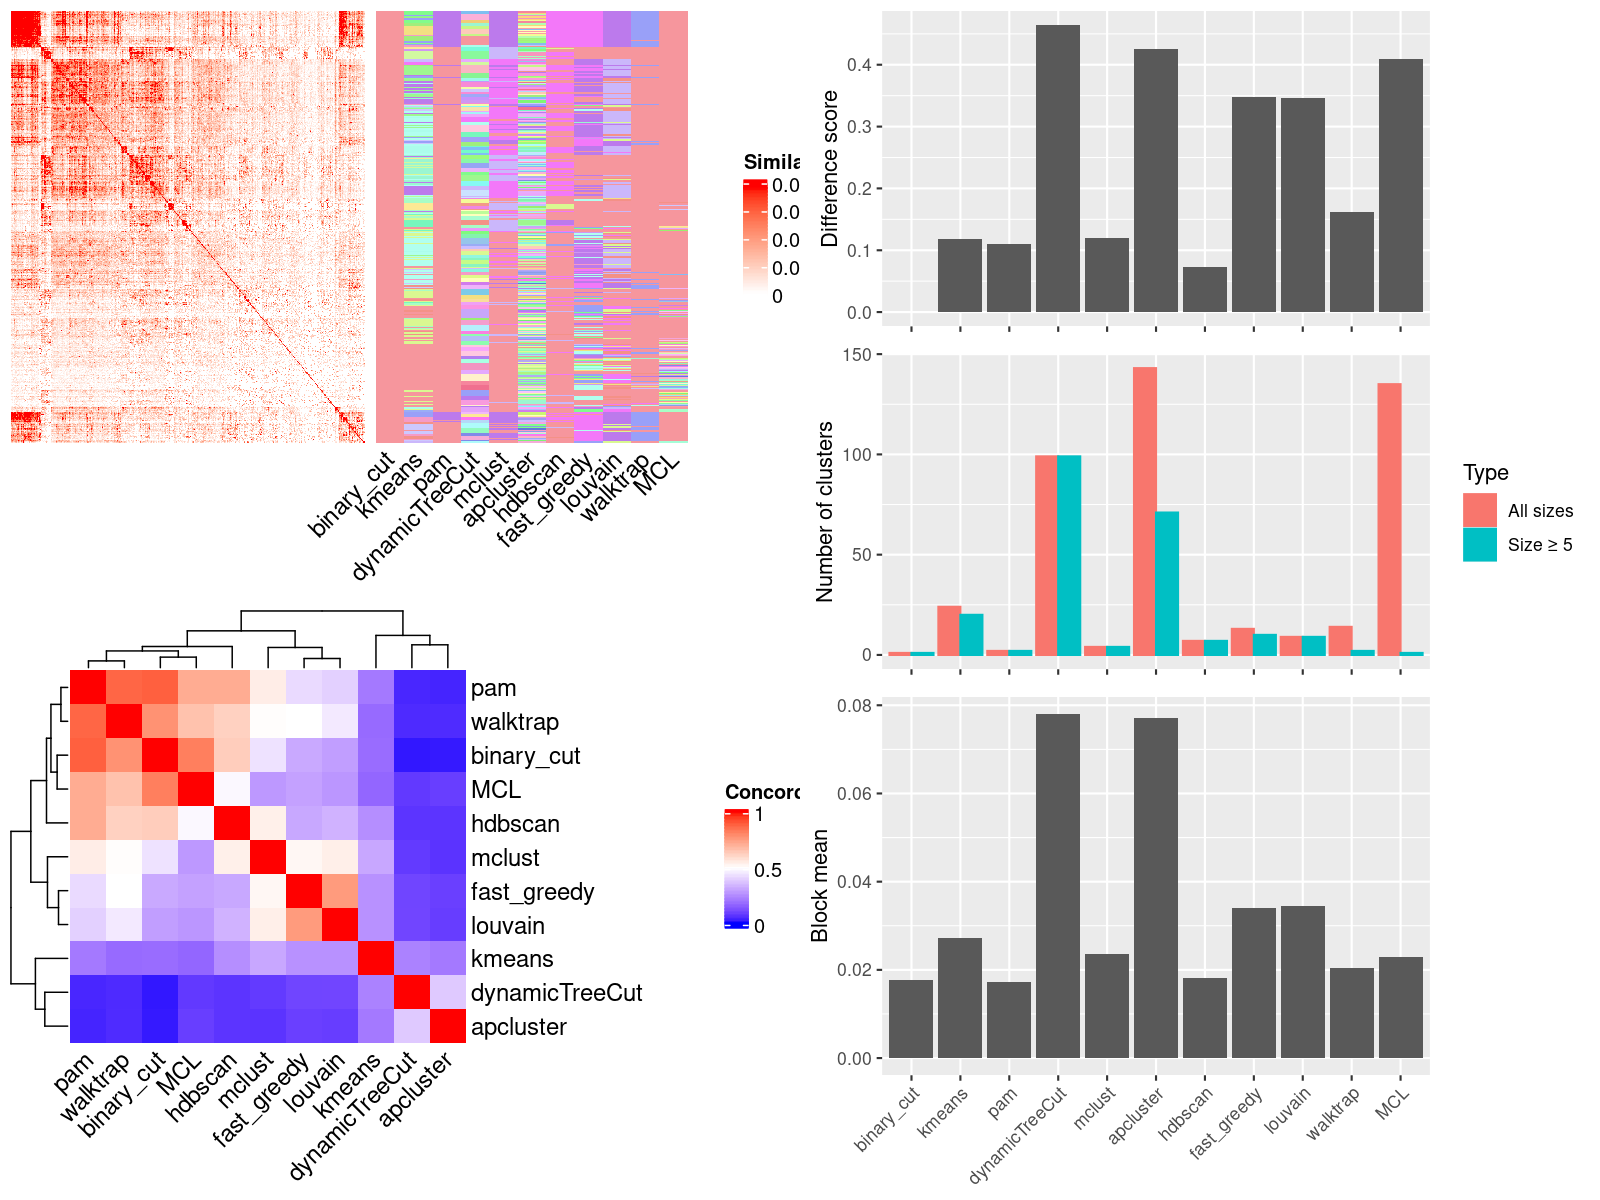 Simila
0.0
0.0
0.0
0.0
0
binary_cut
kmeans
pam
dynamicTreeCut
mclust
apcluster
hdbscan
fast_greedy
louvain
walktrap
MCL
pam
walktrap
binary_cut
MCL
hdbscan
mclust
fast_greedy
louvain
kmeans
dynamicTreeCut
apcluster
pam
walktrap
binary_cut
MCL
hdbscan
mclust
fast_greedy
louvain
kmeans
dynamicTreeCut
apcluster
Concord
1
0.5
0
Difference score
0.4
0.3
0.2
0.1
0.0
Number of clusters
150
100
50
0
Type
All sizes
Size ≥ 5
Block mean
0.08
0.06
0.04
0.02
0.00
binary_cut
kmeans
pam
dynamicTreeCut
mclust
apcluster
hdbscan
fast_greedy
louvain
walktrap
MCL